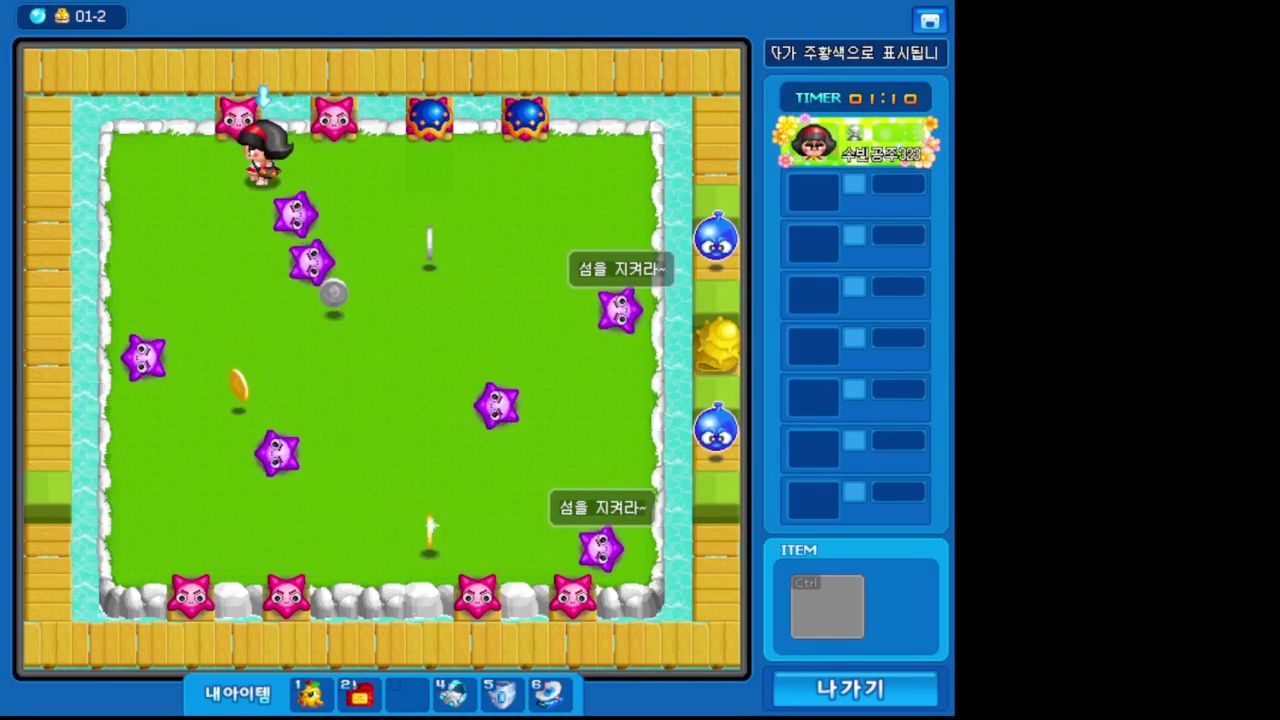 01-2
가 주황색으로 표시됩니
TIMER 01:10
수빈공주323
섬을 지켜라~
섬을 지켜라~
ITEM
Ctrl
내아이템
1
2
4
5
6
나가기